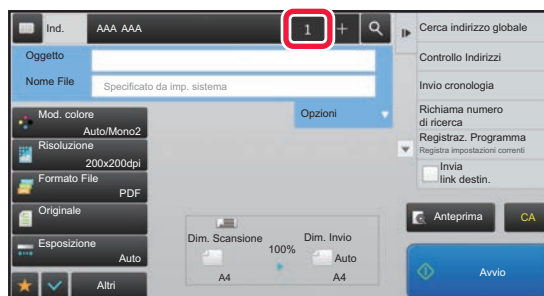 Ind.
AAA AAA
1
+
Oggetto
Nome File
Specificato da imp. sistema
Opzioni
Mod. colore
Auto/Mono2
Risoluzione
200x200dpi
Formato File
PDF
Originale
Esposizione
Auto
Altri
Dim. Scansione
A4
100%
Dim. Invio
Auto
A4
Cerca indirizzo globale
Controllo Indirizzi
Invio cronologia
Richiama numero
di ricerca
Registraz. Programma
Registra impostazioni correnti
Invia
link destin.
Anteprima
CA
Avvio